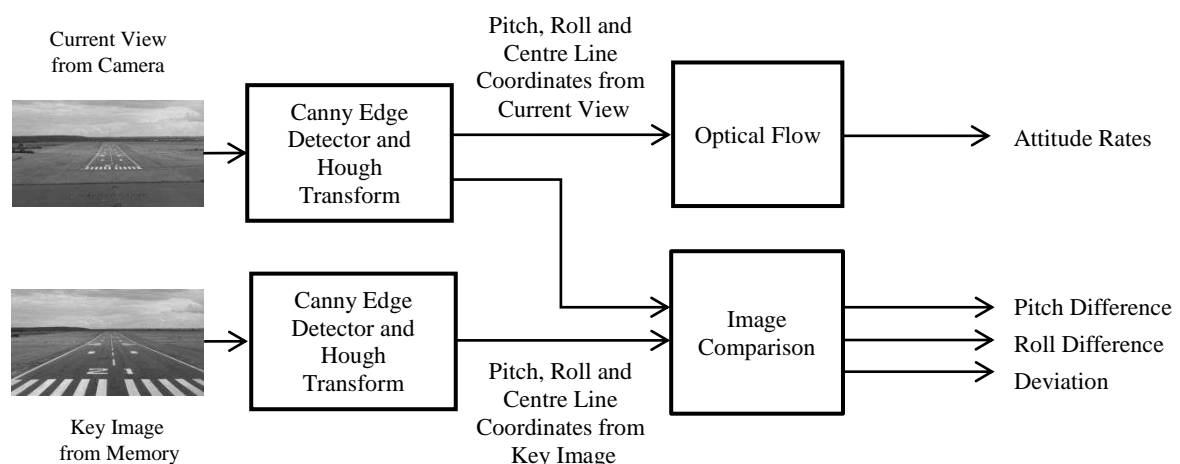 Current View
from Camera
Pitch, Roll and
Centre Line
Coordinates from
Current View
Canny Edge
Detector and
Hough
Transform
Optical Flow
Attitude Rates
Canny Edge
Detector and
Hough
Transform
Image
Comparison
Pitch Difference
Roll Difference
Deviation
Pitch, Roll and
Centre Line
Coordinates from
Key Image
Key Image
from Memory